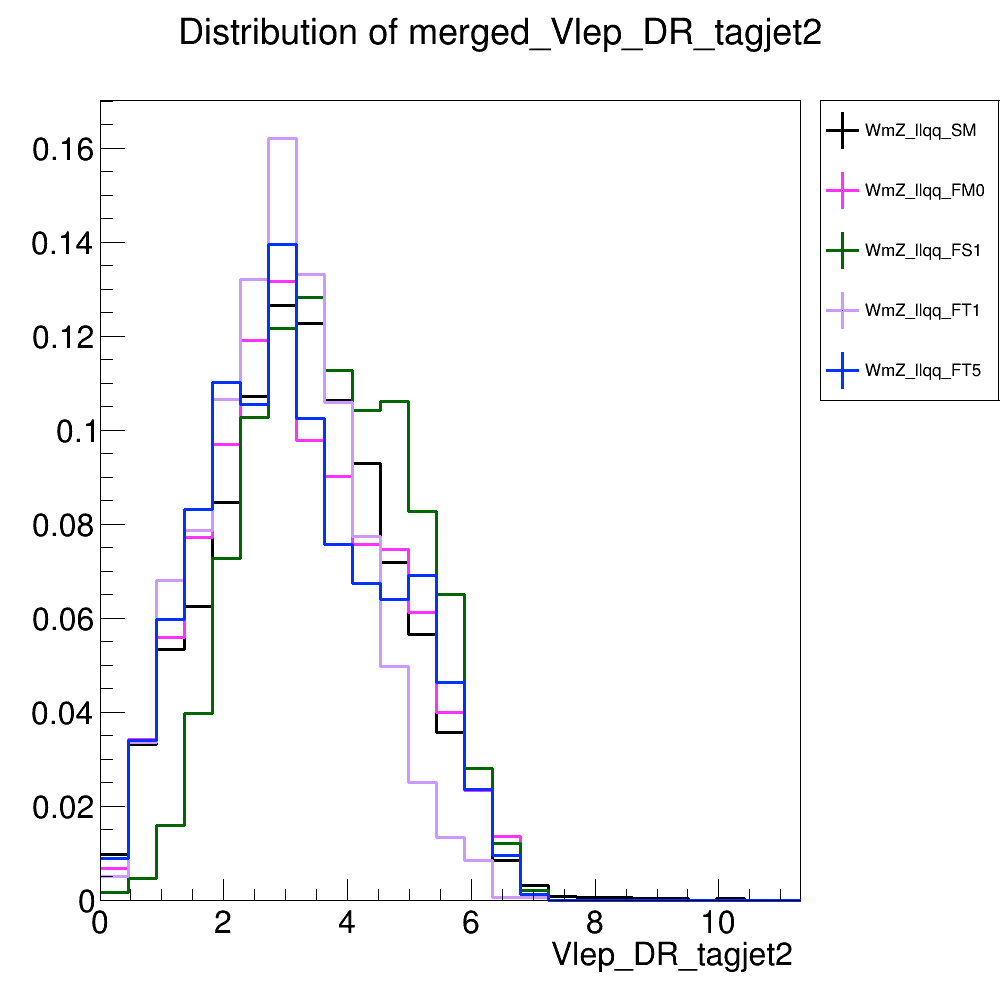 Distribution of merged_Vlep_DR_tagjet2
WmZ_llqq_SM
WmZ_llqq_FM0
WmZ_llqq_FS1
WmZ_llqq_FT1
WmZ_llqq_FT5
0.16
0.14
0.12
0.1
0.08
0.06
0.04
0.02
0
0 2 4 6 8 10
Vlep_DR_tagjet2